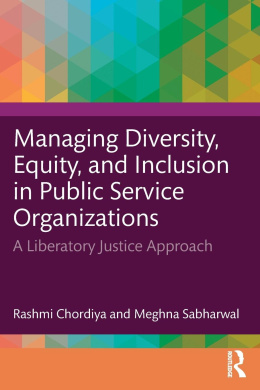 Managing Diversity,
Equity, and Inclusion
in Public Service
Organizations
A Liberatory Justice Approach
Rashmi Chordiya and Meghna Sabharwal
R
ROUTLEDGE